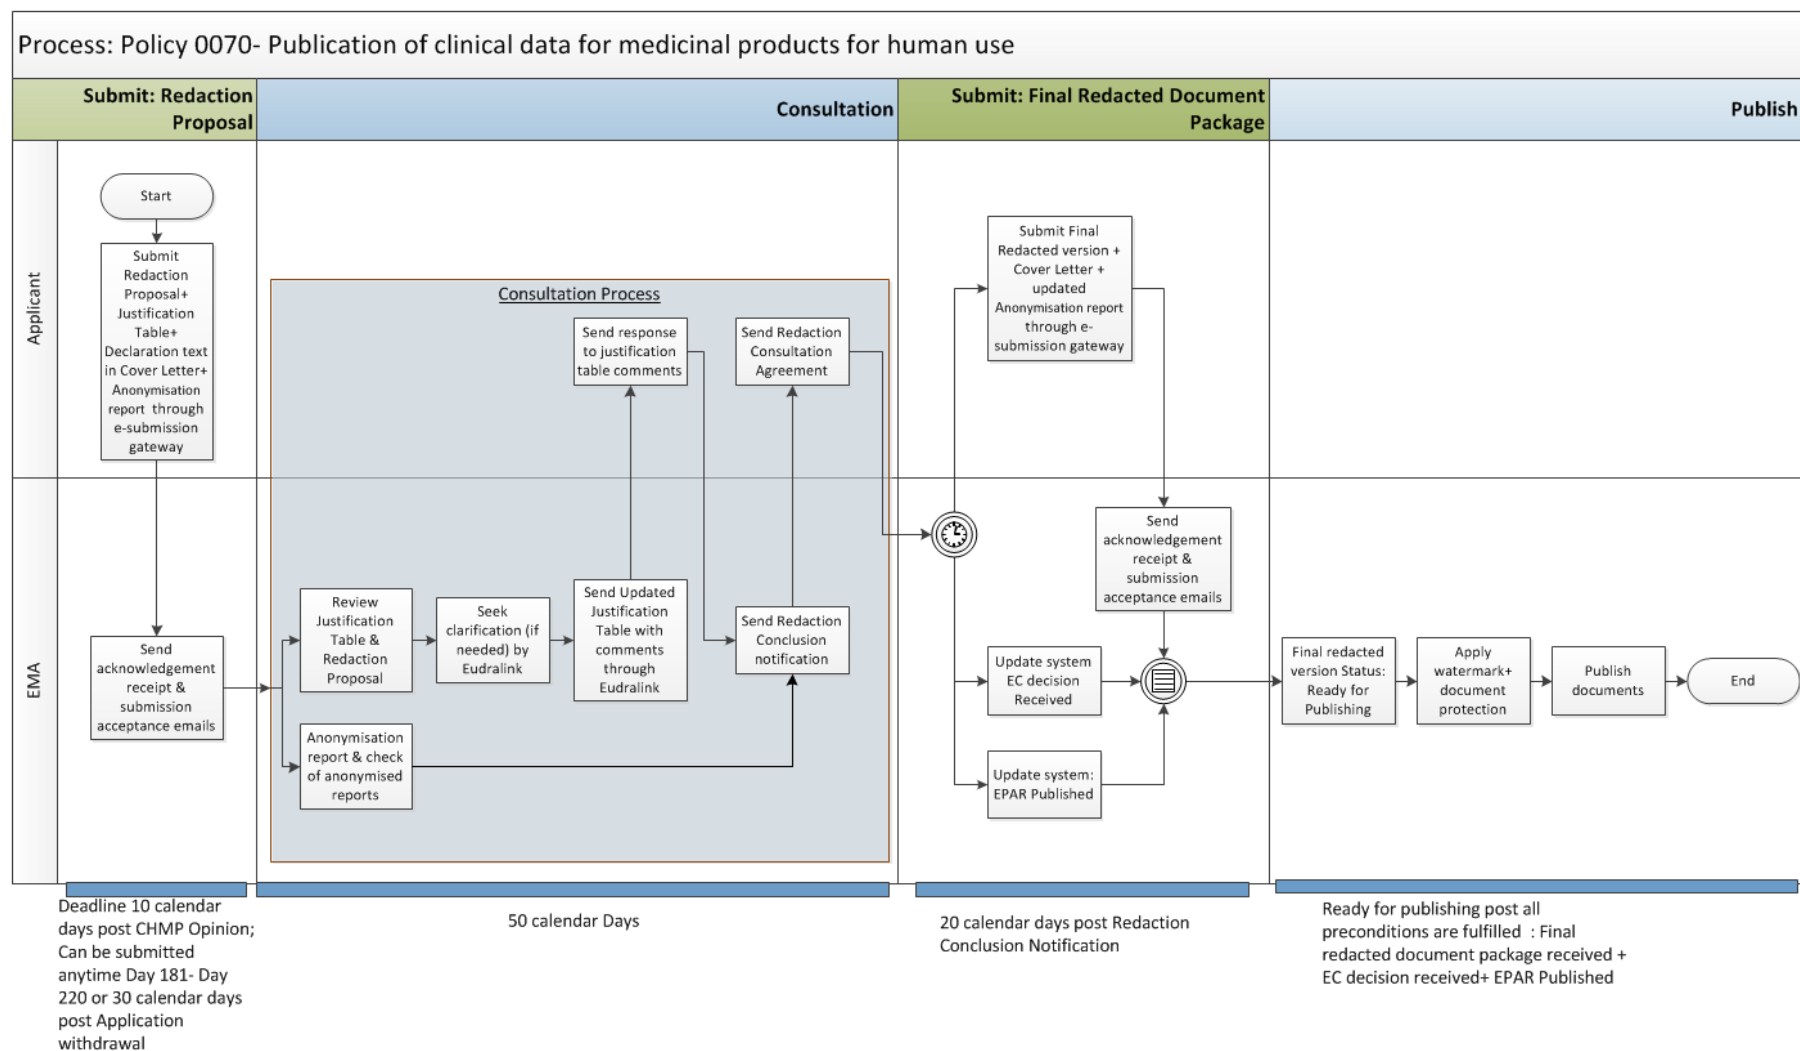 Process: Policy 0070- Publication of clinical data for medicinal products for human use
Submit: Redaction
Proposal
Consultation
Submit: Final Redacted Document
Package
Publish
Applicant
Start
Submit
Redaction
Proposal+
Justification
Table+
Declaration text
in Cover Letter+
Anonymisation
report through
e-submission
gateway
Consultation Process
Send response
to justification
table comments
Send Redaction
Consultation
Agreement
Submit Final
Redacted version +
Cover Letter +
updated
Anonymisation report
through e-
submission gateway
EMA
Send
acknowledgement
receipt &
submission
acceptance emails
Review
Justification
Table &
Redaction
Proposal
Seek
clarification (if
needed) by
Eudralink
Send Updated
Justification
Table with
comments
through
Eudralink
Send Redaction
Conclusion
notification
Anonymisation
report & check
of anonymised
reports
Send
acknowledgement
receipt &
submission
acceptance emails
Update system
EC decision
Received
Update system:
EPAR Published
Final redacted
version Status:
Ready for
Publishing
Apply
watermark+
document
protection
Publish
documents
End
Deadline 10 calendar
days post CHMP Opinion;
Can be submitted
anytime Day 181- Day
220 or 30 calendar days
post Application
withdrawal
50 calendar Days
20 calendar days post Redaction
Conclusion Notification
Ready for publishing post all
preconditions are fulfilled : Final
redacted document package received +
EC decision received+ EPAR Published